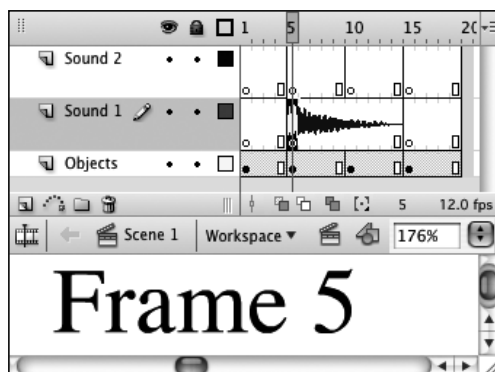 1 5 10 15 20
Sound 2
Sound 1
Objects
5 12.0 fps
Scene 1 Workspace 176%
Frame 5